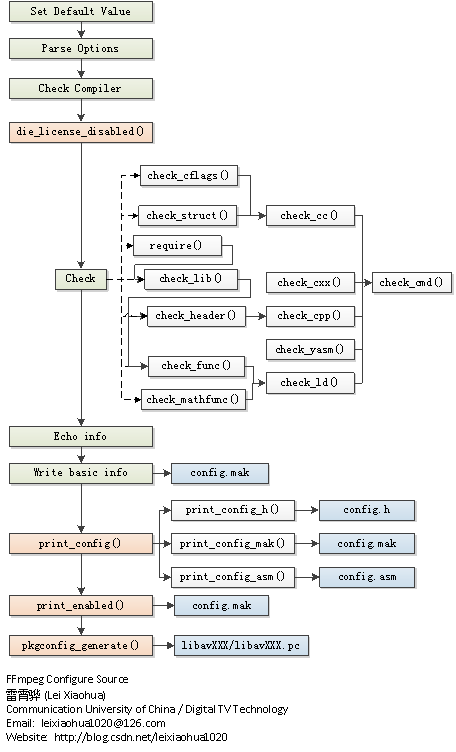 Set Default Value
Parse Options
Check Compiler
die_license_disabled()
check_cflags()
check_struct()
check_cc()
require()
Check
check_lib()
check_cxx()
check_cmd()
check_header()
check_cpp()
check_yasm()
check_func()
check_ld()
check_mathfunc()
Echo info
Write basic info
config.mak
print_config_h()
config.h
print_config()
print_config_mak()
config.mak
print_config_asm()
config.asm
print_enabled()
config.mak
pkgconfig_generate()
libavXXX/libavXXX.pc
FFmpeg Configure Source
雷霄骅 (Lei Xiaohua)
Communication University of China / Digital TV Technology
Email: leixiaohua1020@126.com
Website: http://blog.csdn.net/leixiaohua1020